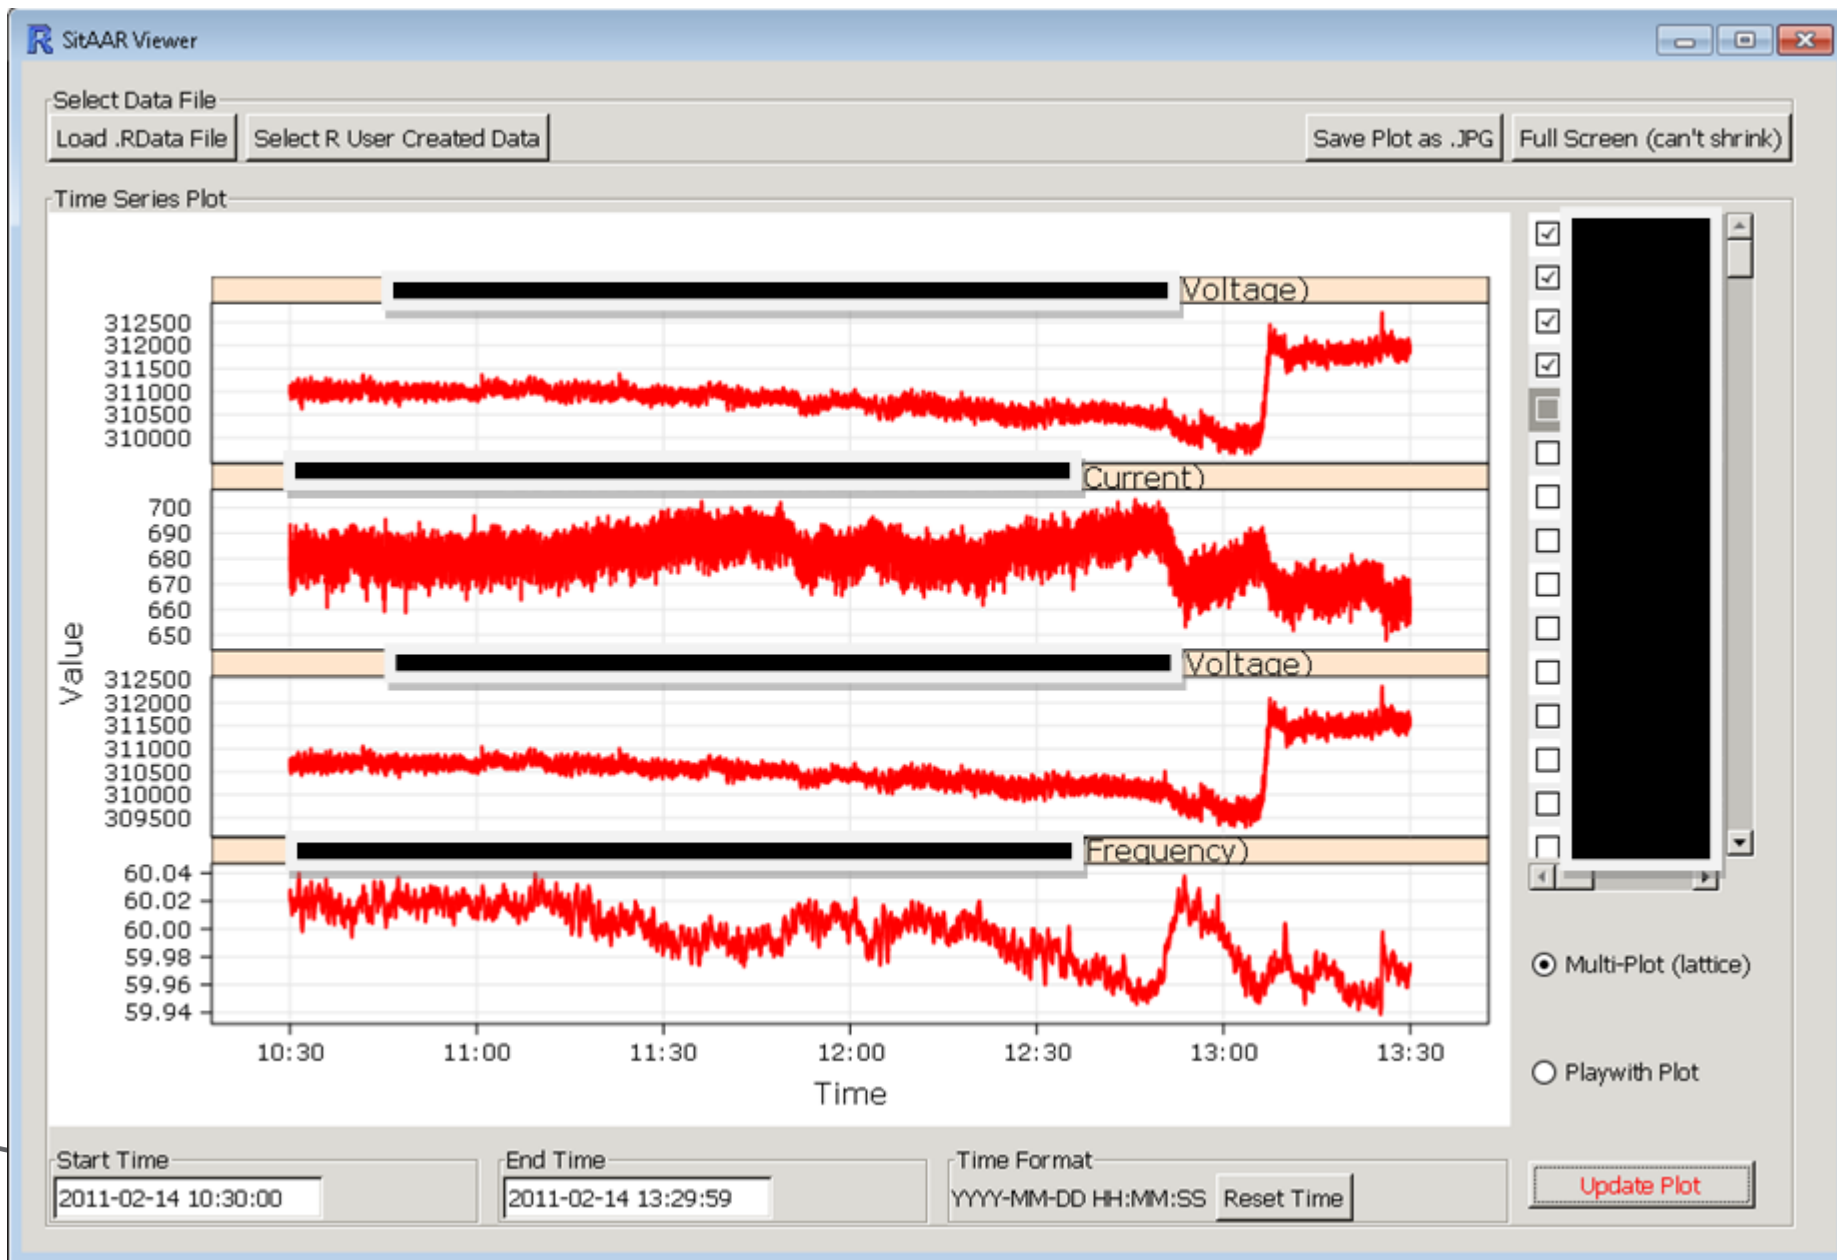 SitAAR Viewer
Select Data File
Load .RData File Select R User Created Data Save Plot as .JPG Full Screen (can't shrink)
Time Series Plot
Voltage)
312500
312000
311500
311000
310500
310000
Current)
700
690
680
670
660
650
Value
Voltage)
312500
312000
311500
311000
310500
310000
309500
Frequency)
60.04
60.02
60.00
59.98
59.96
59.94
10:30 11:00 11:30 12:00 12:30 13:00 13:30
Time
Multi-Plot (lattice)
Playwith Plot
Start Time End Time Time Format
2011-02-14 10:30:00 2011-02-14 13:29:59 YYYY-MM-DD HH:MM:SS Reset Time
Update Plot